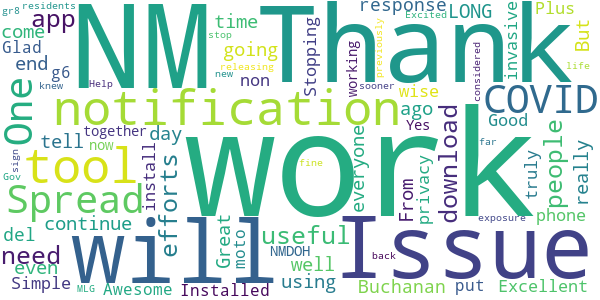 gr8 residents
NM
Thank
app
response
LONG
Excited
Plus
come
time
Stopping
invasive
previously
stop
Glad
going
But
end
g6
non
working
wise
releasing
new
life
knew
Help
considered
sooner
One
notification
COVID
ago
together
day
Yes
Good
tell
everyone
download
people
tool
now
work
truly
really
far
sign
install
efforts
From
privacy
Gov
Spread
fine
continue
will
Issue
phone
exposure
del
Great
moto
useful
need
NMDOH
well
back
even
using
Buchanan
put
Excellent
Simple
MLG
Awesome
Installed